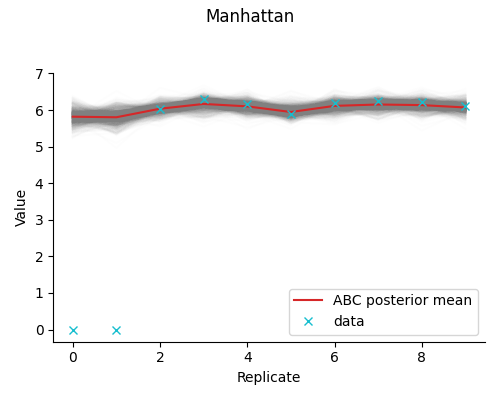 Manhattan
7
6
5
4
3
2
1
0
Value
ABC posterior mean
data
0 2 4 6 8
Replicate